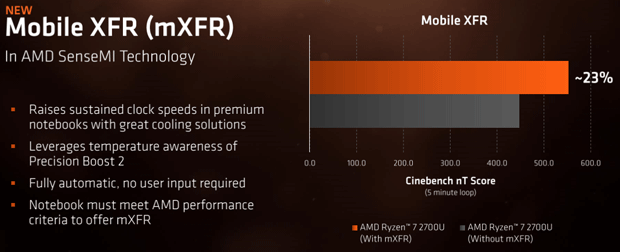 NEW
Mobile XFR (mXFR)
In AMD SenseMI Technology
▪ Raises sustained clock speeds in premium
notebooks with great cooling solutions
▪ Leverages temperature awareness of
Precision Boost 2
▪ Fully automatic, no user input required
▪ Notebook must meet AMD performance
criteria to offer mXFR
Mobile XFR
~23%
0.0 100.0 200.0 300.0 400.0 500.0 600.0
Cinebench nT Score
(5 minute loop)
AMD Ryzen™ 7 2700U
(With mXFR)
AMD Ryzen™ 7 2700U
(Without mXFR)